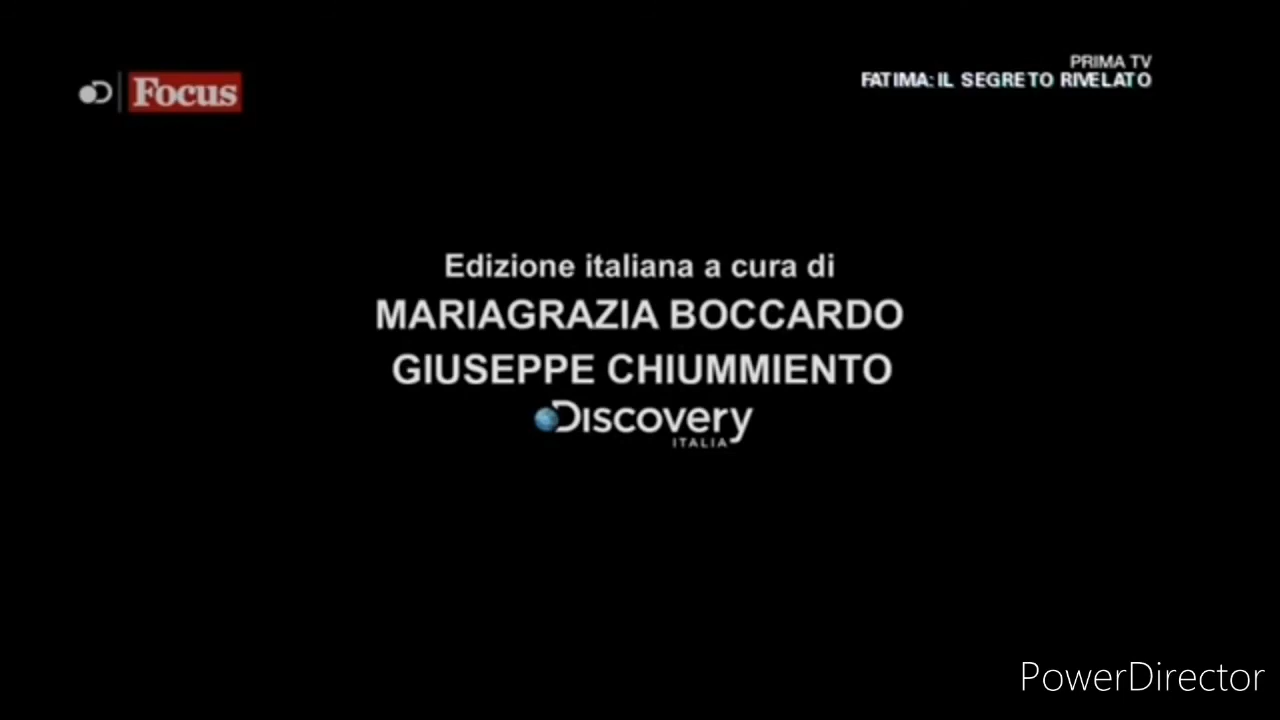 Focus
PRIMA TV
FATIMA: IL SEGRETO RIVELATO
Edizione italiana a cura di
MARIAGRAZIA BOCCARDO
GIUSEPPE CHIUMMIENTO
Discovery
ITALIA
PowerDirector